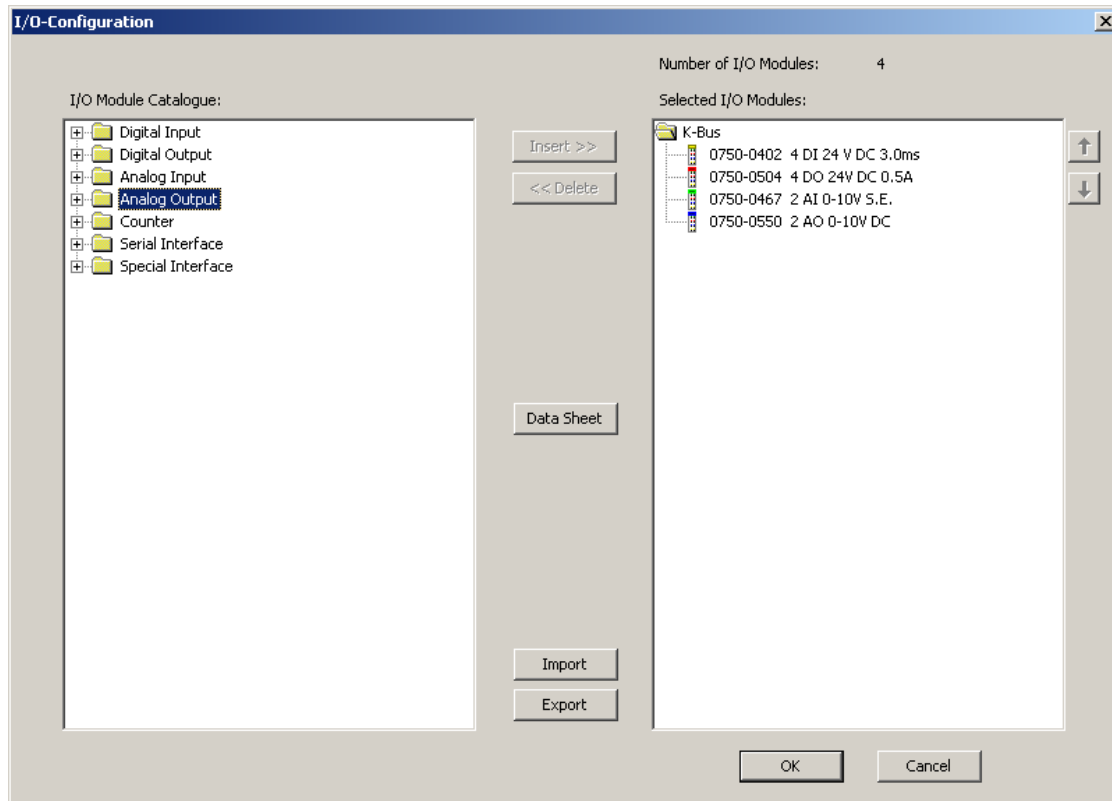 I/O-Configuration
Number of I/O Modules: 4
I/O Module Catalogue:
Selected I/O Modules:
Digital Input
Digital Output
Analog Input
Analog Output
Counter
Serial Interface
Special Interface
Insert >>
<< Delete
Data Sheet
Import
Export
K-Bus
0750-0402 4 DI 24 V DC 3.0ms
0750-0504 4 DO 24V DC 0.5A
0750-0467 2 AI 0-10V S.E.
0750-0550 2 AO 0-10V DC
OK
Cancel